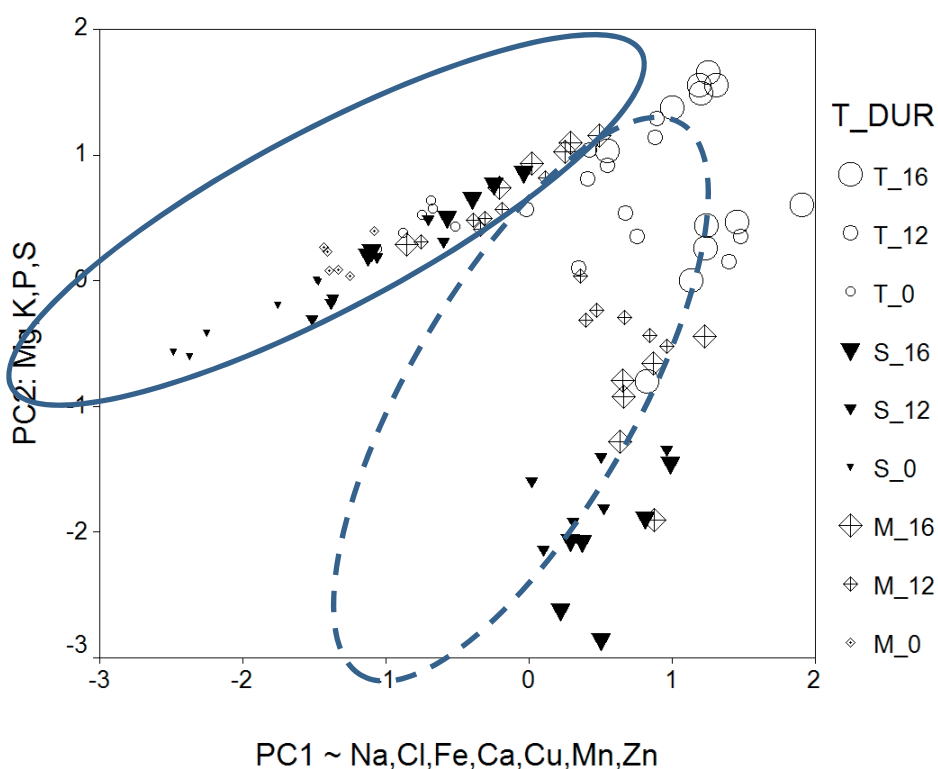 2
1
0
-1
-2
-3
-3
-2
-1
0
1
2
PC2: Mg K,P,S
PC1 ~ Na,Cl,Fe,Ca,Cu,Mn,Zn
T_DUR
T_16
T_12
T_0
S_16
S_12
S_0
M_16
M_12
M_0